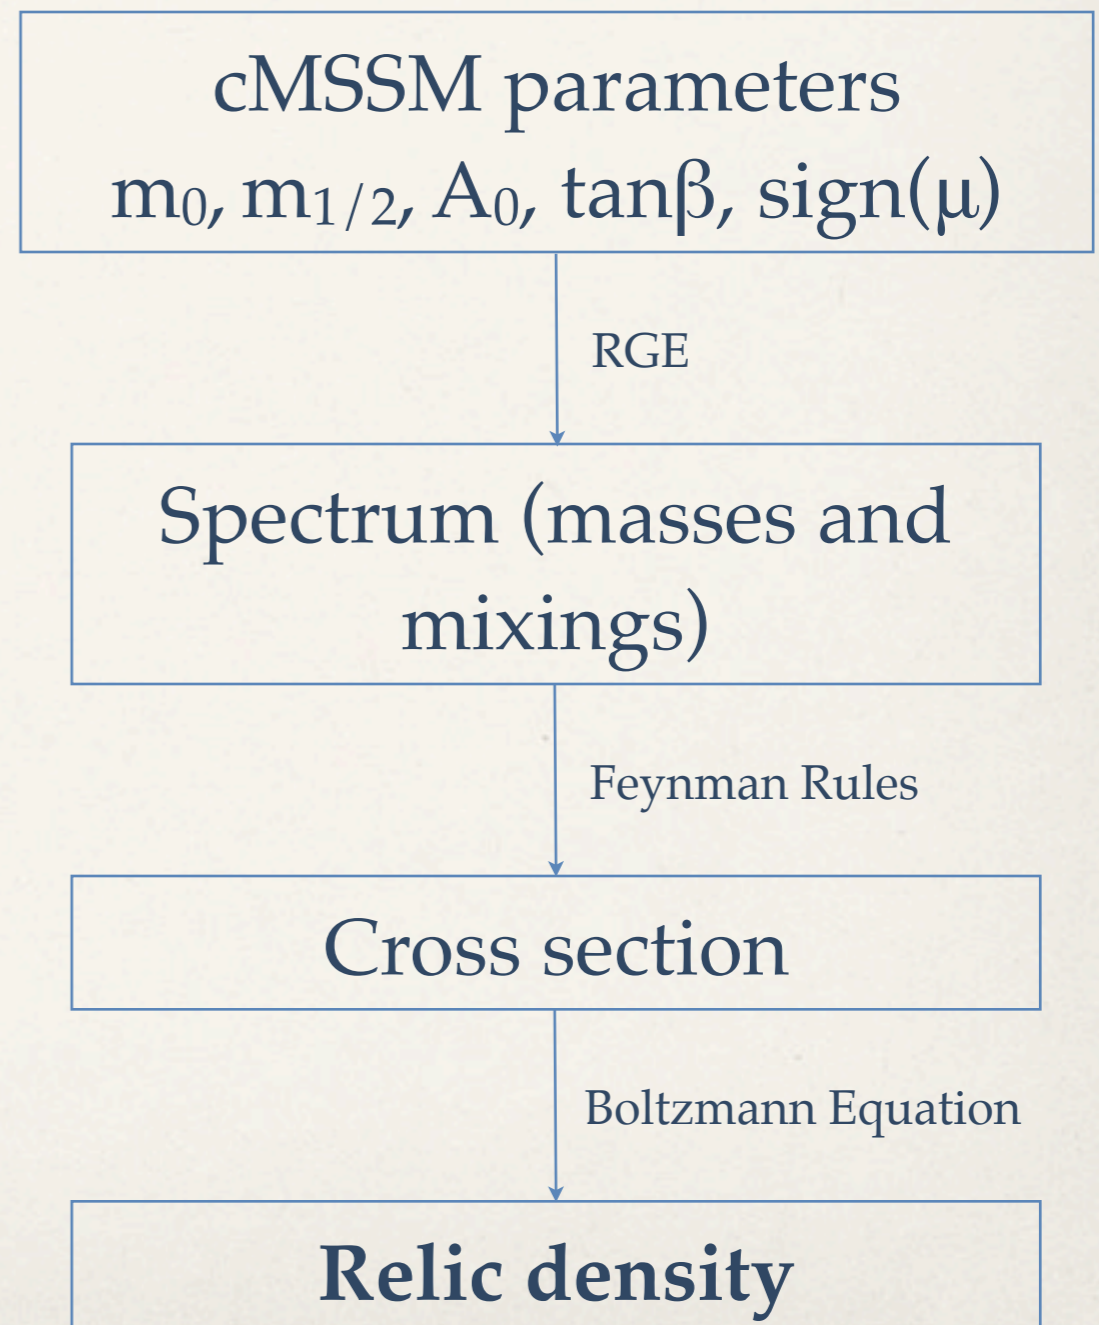 cMSSM parameters
m₀, m₁/₂, A₀, tanβ, sign(μ)
RGE
Spectrum (masses and
mixings)
Feynman Rules
Cross section
Boltzmann Equation
Relic density